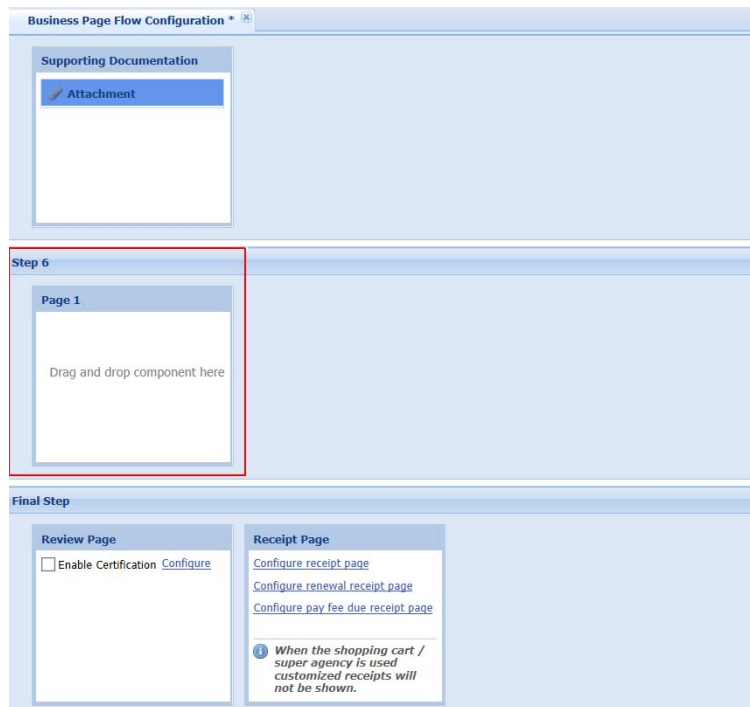 Business Page Flow Configuration *
Supporting Documentation
Attachment
Step 6
Page 1
Drag and drop component here
Final Step
Review Page
Enable Certification Configure
Receipt Page
Configure receipt page
Configure renewal receipt page
Configure pay fee due receipt page
When the shopping cart /
super agency is used
customized receipts will
not be shown.